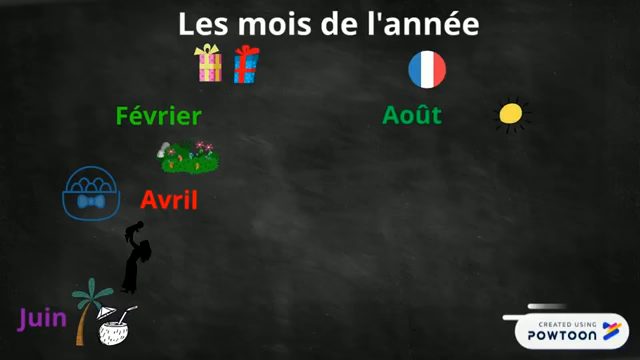 Les mois de l'année
Février
Août
Avril
Juin
CREATED USING
POWTOON